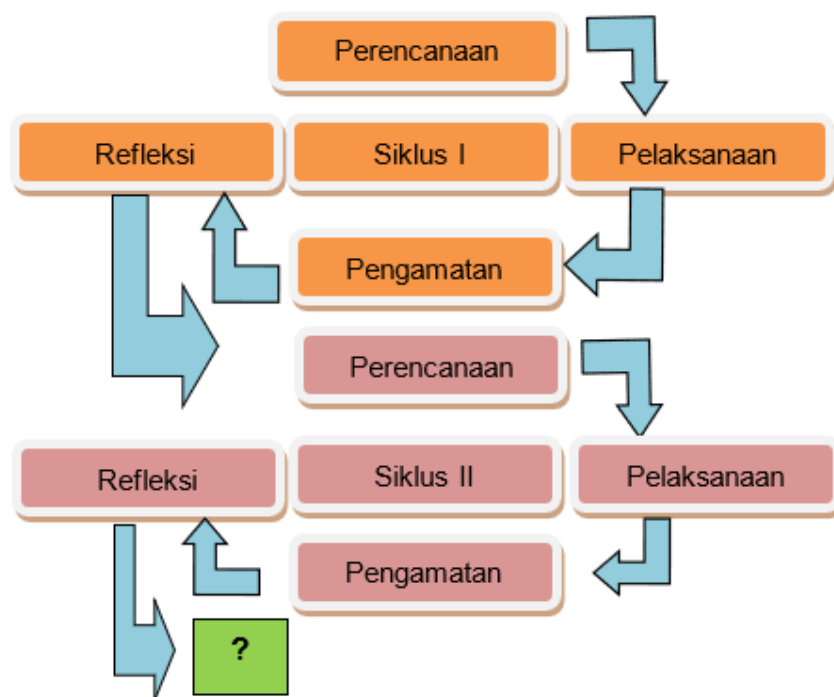 Perencanaan
Refleksi
Siklus I
Pelaksanaan
Pengamatan
Perencanaan
Refleksi
Siklus II
Pelaksanaan
Pengamatan
?